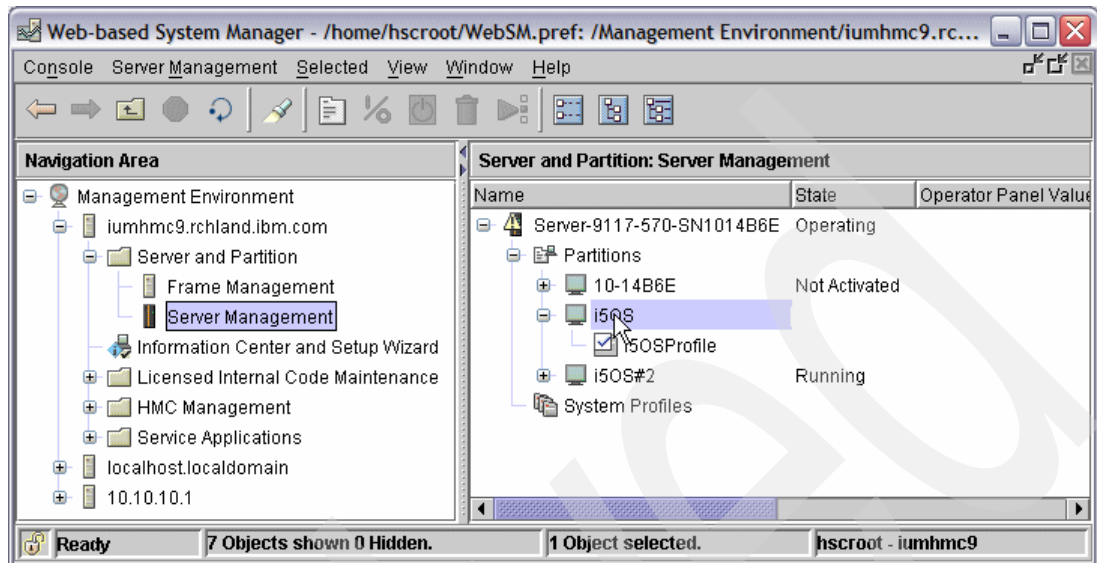 Web-based System Manager - /home/hscroot/WebSM.pref: /Management Environment/iumhmc9.rc...
Console Server Management Selected View Window Help
Navigation Area
Management Environment
iumhmc9.rchland.ibm.com
Server and Partition
Frame Management
Server Management
Information Center and Setup Wizard
Licensed Internal Code Maintenance
HMC Management
Service Applications
localhost.localdomain
10.10.10.1
Server and Partition: Server Management
Name State Operator Panel Value
Server-9117-570-SN1014B6E Operating
Partitions
10-14B6E Not Activated
i5OS
i5OSProfile
i5OS#2 Running
System Profiles
Ready 7 Objects shown 0 Hidden. 1 Object selected. hscroot - iumhmc9